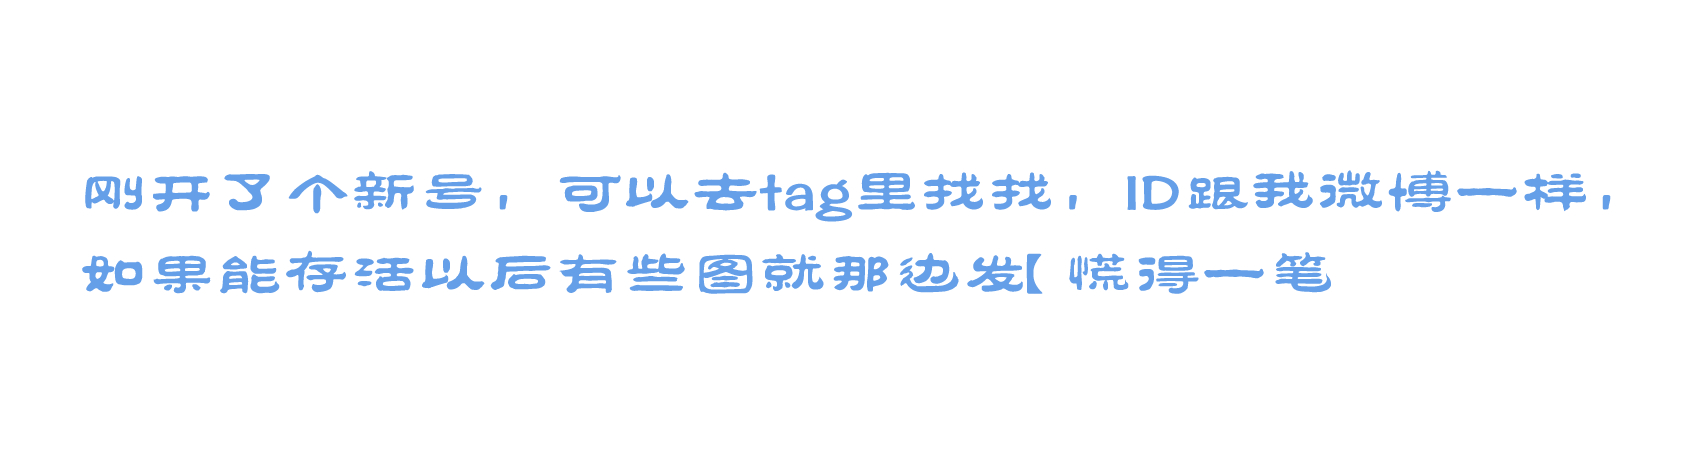 刚开了个新号，可以去tag里找找，ID跟我微博一样，
如果能存活以后有些图就那边发【 慌得一笔